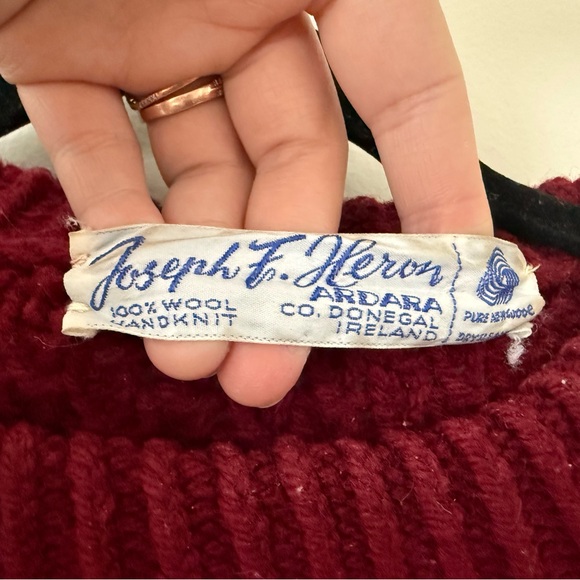 Joseph F. Heron
ARDARA
100% WOOL
CO. DONEGAL
HANDKNIT
IRELAND
PURE NEW WOOL